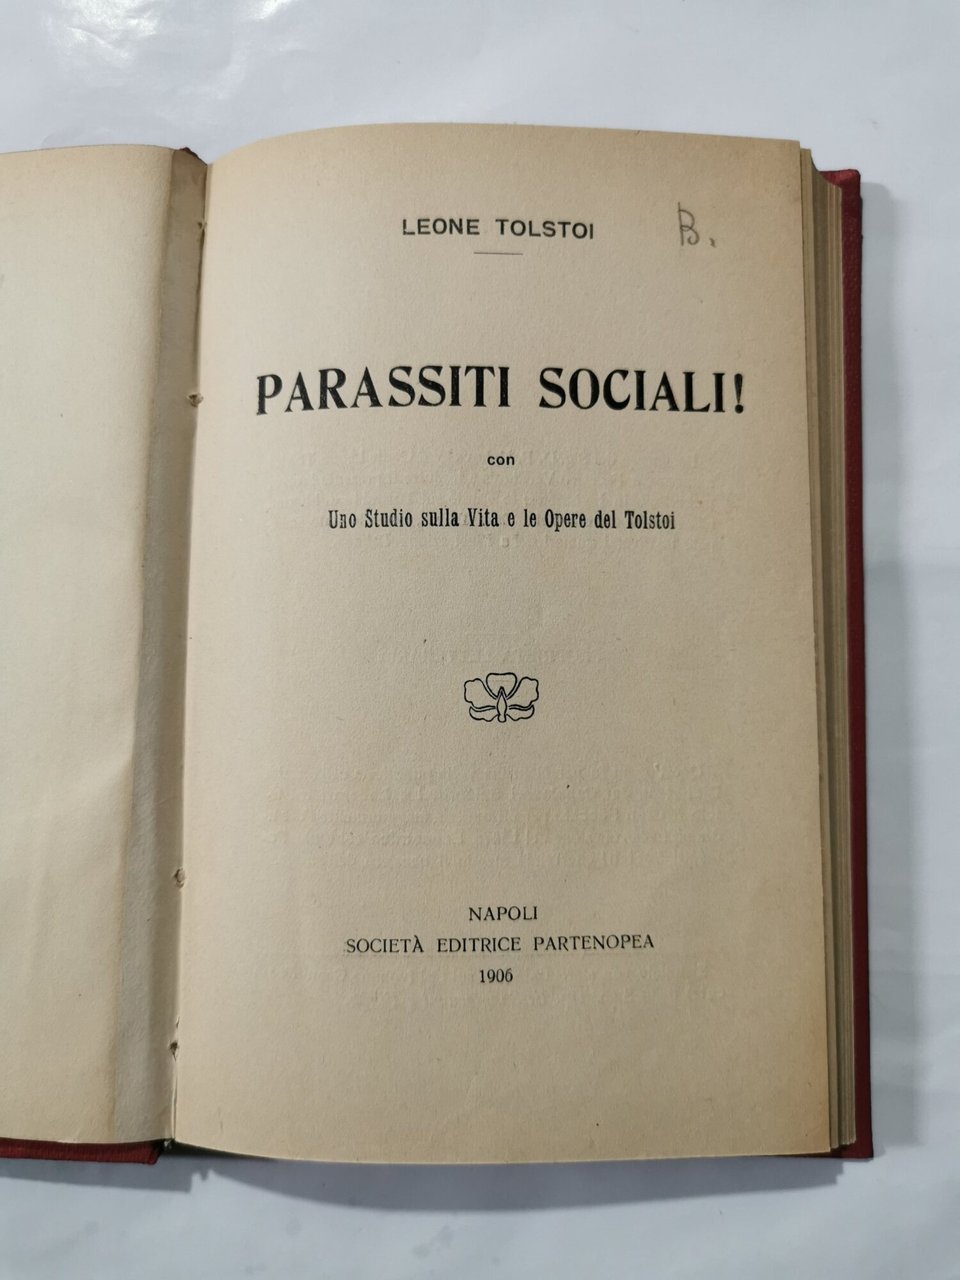 LEONE TOLSTOI
B.
PARASSITI SOCIALI!
con
Uno Studio sulla Vita e le Opere del Tolstoi
NAPOLI
SOCIETÀ EDITRICE PARTENOPEA
1906